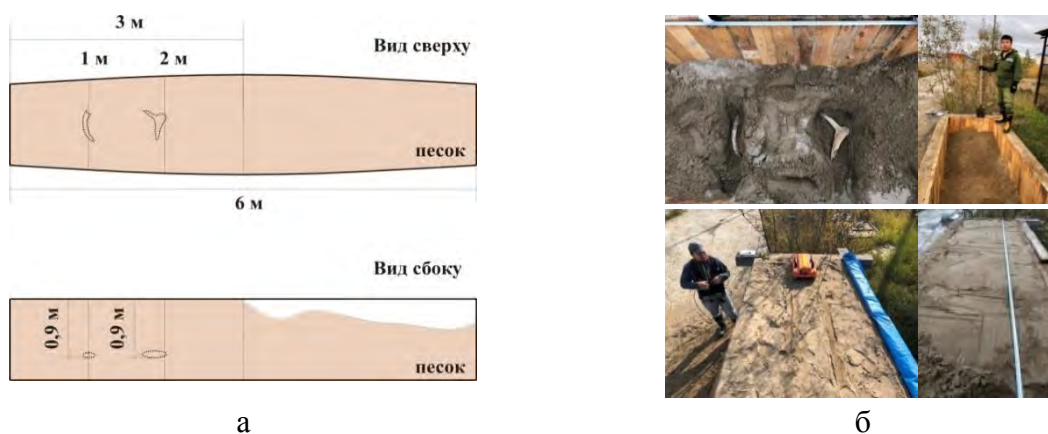 3 м
Вид сверху
1 м
2 м
песок
6 м
Вид сбоку
0,9 м
0,9 м
песок
а
б